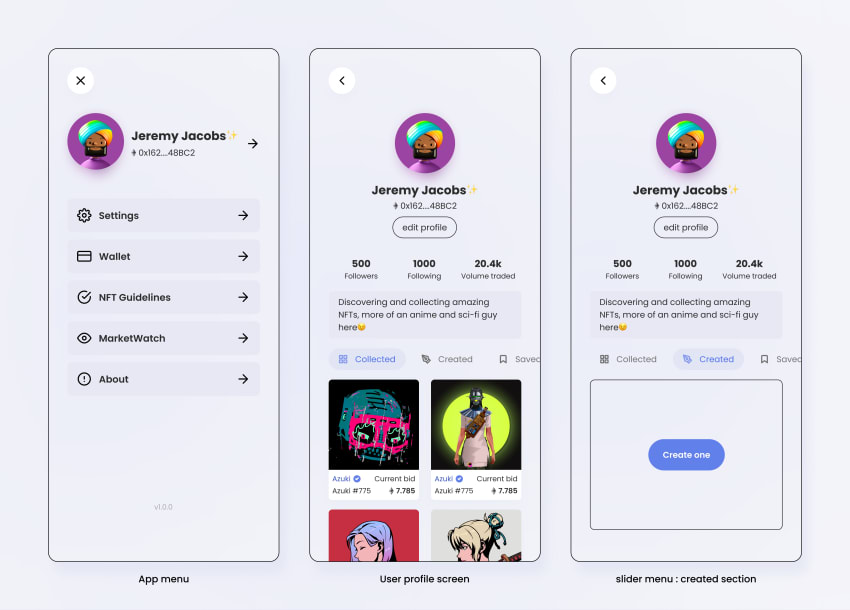 Jeremy Jacobs✨
0x162....48BC2
Settings
Wallet
NFT Guidelines
MarketWatch
About
v1.0.0
App menu
Jeremy Jacobs✨
0x162....48BC2
edit profile
500
1000
20.4k
Followers
Following
Volume traded
Discovering and collecting amazing
NFTs, more of an anime and sci-fi guy
here😉
Collected
Created
Saved
Azuki
Current bid
Azuki #775
7.785
Azuki
Current bid
Azuki #775
7.785
User profile screen
Jeremy Jacobs✨
0x162....48BC2
edit profile
500
1000
20.4k
Followers
Following
Volume traded
Discovering and collecting amazing
NFTs, more of an anime and sci-fi guy
here😉
Collected
Created
Saved
Create one
slider menu : created section